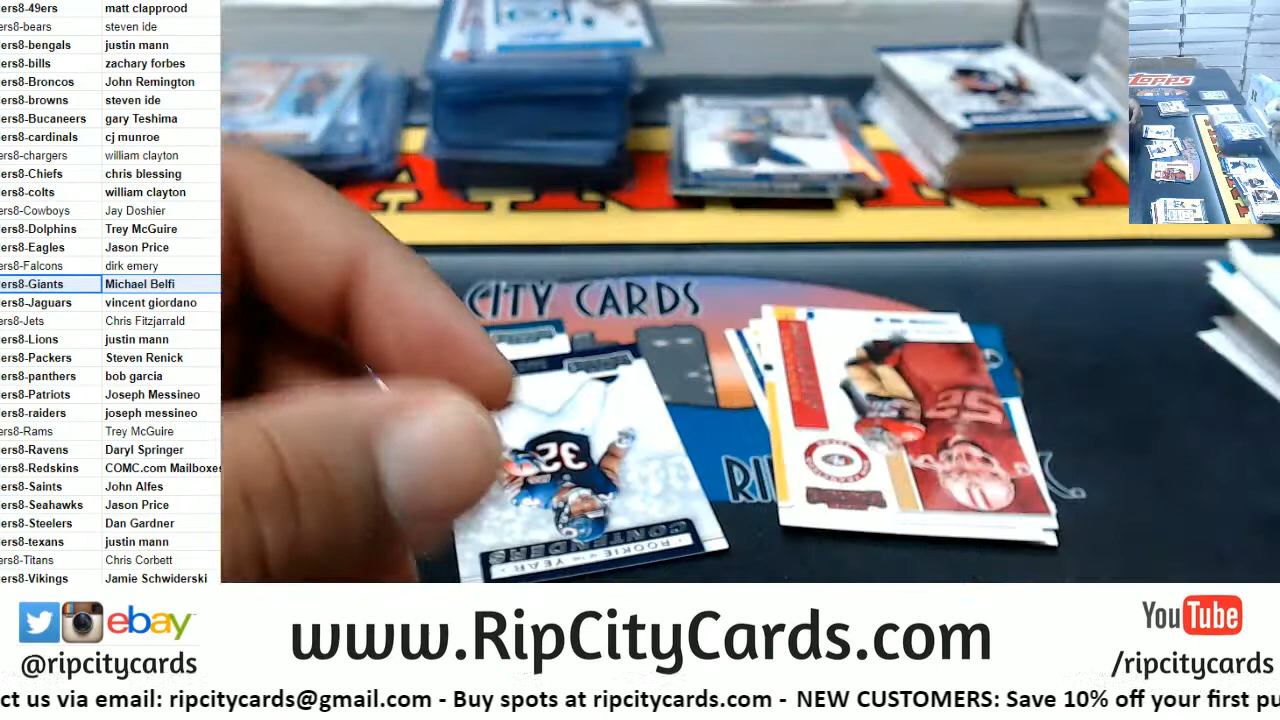 ers8-49ers matt clapprood
ers8-bears steven ide
ers8-bengals justin mann
ers8-bills zachary forbes
ers8-Broncos John Remington
ers8-browns steven ide
ers8-Bucaneers gary Teshima
ers8-cardinals cj munroe
ers8-chargers william clayton
ers8-Chiefs chris blessing
ers8-colts william clayton
ers8-Cowboys Jay Doshier
ers8-Dolphins Trey McGuire
ers8-Eagles Jason Price
ers8-Falcons dirk emery
ers8-Giants Michael Belfi
ers8-Jaguars vincent giordano
ers8-Jets Chris Fitzjarrald
ers8-Lions justin mann
ers8-Packers Steven Renick
ers8-panthers bob garcia
ers8-Patriots Joseph Messineo
ers8-raiders joseph messineo
ers8-Rams Trey McGuire
ers8-Ravens Daryl Springer
ers8-Redskins COMC.com Mailboxes
ers8-Saints John Alfes
ers8-Seahawks Jason Price
ers8-Steelers Dan Gardner
ers8-texans justin mann
ers8-Titans Chris Corbett
ers8-Vikings Jamie Schwiderski
Topps
CITY CARDS
RI
32
ROOKIE OF THE YEAR
CONTENDERS
25
ebay
@ripcitycards
www.RipCityCards.com
YouTube
/ripcitycards
ct us via email: ripcitycards@gmail.com - Buy spots at ripcitycards.com - NEW CUSTOMERS: Save 10% off your first pu